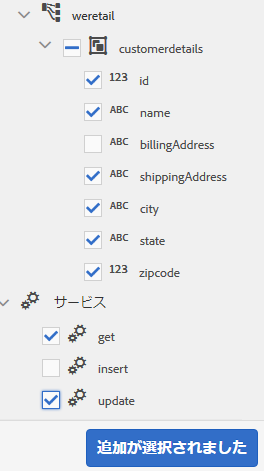 weretail
customerdetails
123 id
ABC name
ABC billingAddress
ABC shippingAddress
ABC city
ABC state
123 zipcode
サービス
get
insert
update
追加が選択されました